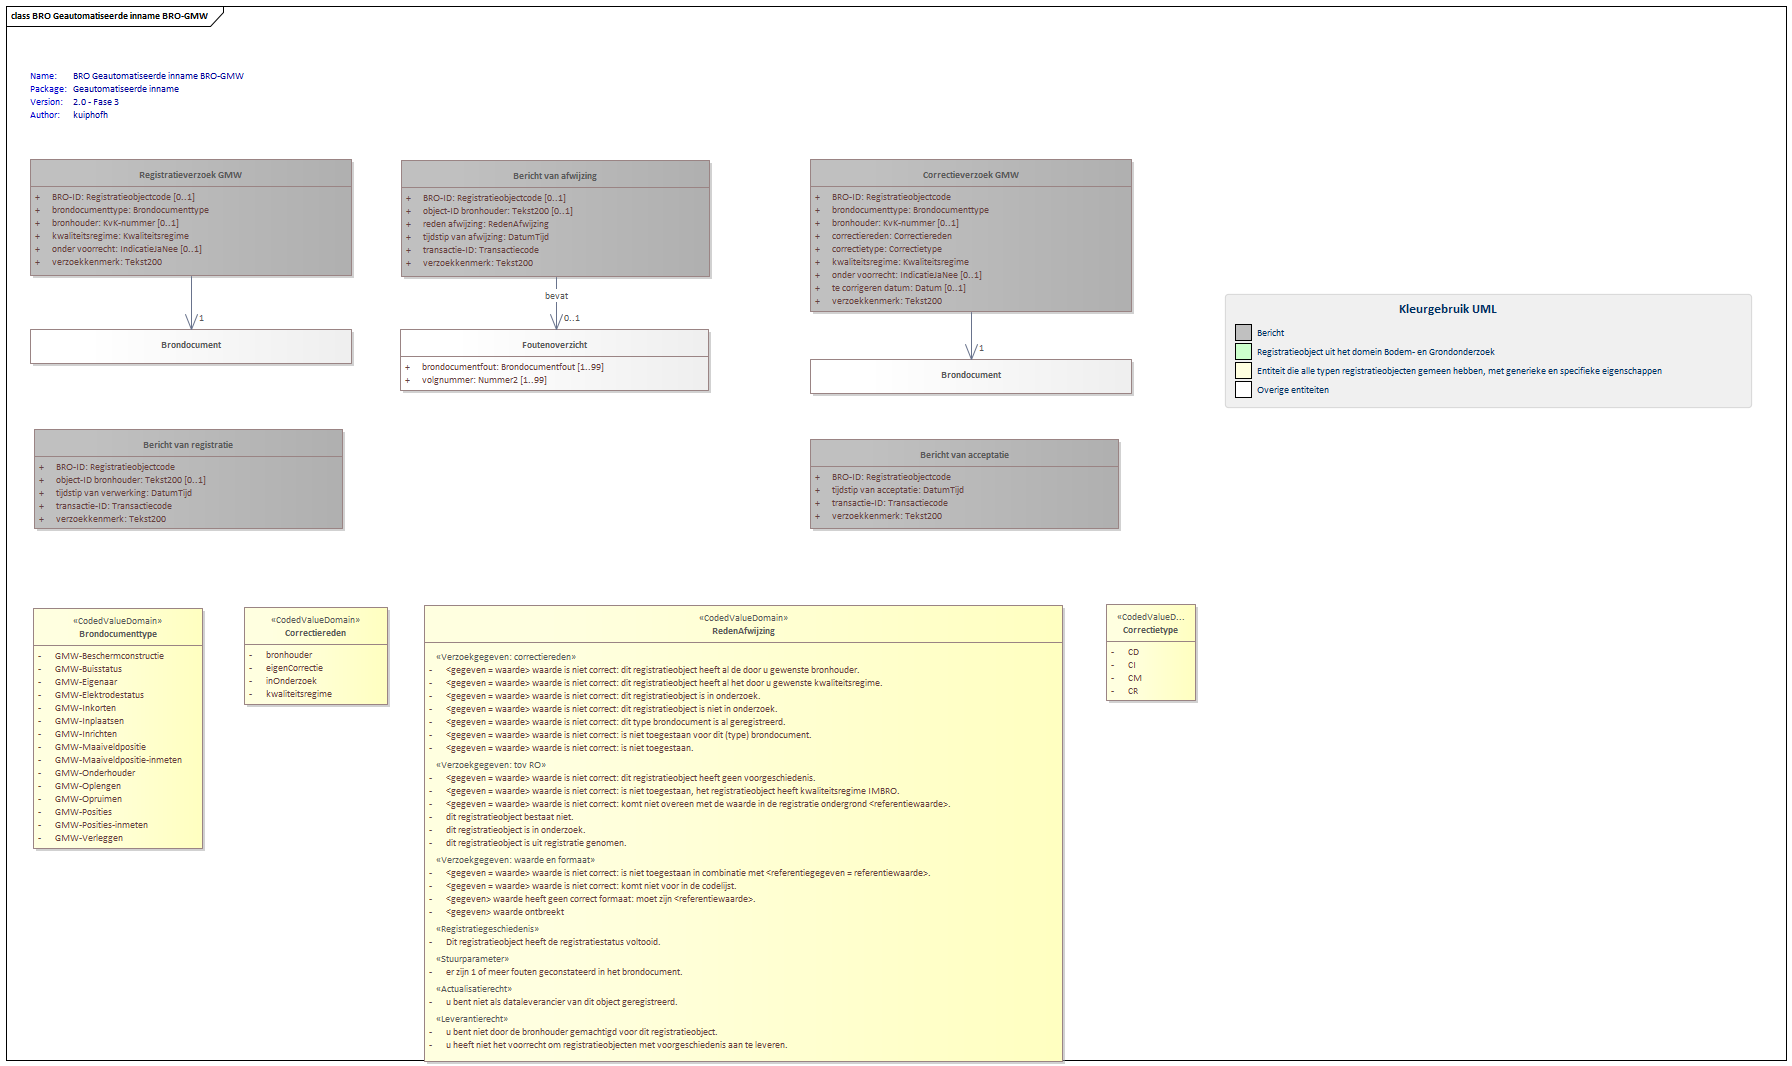 class BRO Geautomatiseerde inname BRO-GMW
Name: BRO Geautomatiseerde inname BRO-GMW
Package: Geautomatiseerde inname
Version: 2.0 - Fase 3
Author: kuiphofh
Registratieverzoek GMW
+ BRO-ID: Registratieobjectcode [0..1]
+ brondocumenttype: Brondocumenttype
+ bronhouder: KvK-nummer [0..1]
+ kwaliteitsregime: Kwaliteitsregime
+ onder voorrecht: IndicatieJaNee [0..1]
+ verzoekkenmerk: Tekst200
/1
Brondocument
Bericht van afwijzing
+ BRO-ID: Registratieobjectcode [0..1]
+ object-ID bronhouder: Tekst200 [0..1]
+ reden afwijzing: RedenAfwijzing
+ tijdstip van afwijzing: DatumTijd
+ transactie-ID: Transactiecode
+ verzoekkenmerk: Tekst200
bevat
/0..1
Foutenoverzicht
+ brondocumentfout: Brondocumentfout [1..99]
+ volgnummer: Nummer2 [1..99]
Correctieverzoek GMW
+ BRO-ID: Registratieobjectcode
+ brondocumenttype: Brondocumenttype
+ bronhouder: KvK-nummer [0..1]
+ correctiereden: Correctiereden
+ correctietype: Correctietype
+ kwaliteitsregime: Kwaliteitsregime
+ onder voorrecht: IndicatieJaNee [0..1]
+ te corrigeren datum: Datum [0..1]
+ verzoekkenmerk: Tekst200
/1
Brondocument
Kleurgebruik UML
Bericht
Registratieobject uit het domein Bodem- en Grondonderzoek
Entiteit die alle typen registratieobjecten gemeen hebben, met generieke en specifieke eigenschappen
Overige entiteiten
Bericht van registratie
+ BRO-ID: Registratieobjectcode
+ object-ID bronhouder: Tekst200 [0..1]
+ tijdstip van verwerking: DatumTijd
+ transactie-ID: Transactiecode
+ verzoekkenmerk: Tekst200
Bericht van acceptatie
+ BRO-ID: Registratieobjectcode
+ tijdstip van acceptatie: DatumTijd
+ transactie-ID: Transactiecode
+ verzoekkenmerk: Tekst200
«CodedValueDomain»
Brondocumenttype
- GMW-Beschermconstructie
- GMW-Buisstatus
- GMW-Eigenaar
- GMW-Elektrodestatus
- GMW-Inkorten
- GMW-Inplaatsen
- GMW-Inrichten
- GMW-Maaiveldpositie
- GMW-Maaiveldpositie-inmeten
- GMW-Onderhouder
- GMW-Oplengen
- GMW-Opruimen
- GMW-Posities
- GMW-Posities-inmeten
- GMW-Verleggen
«CodedValueDomain»
Correctiereden
- bronhouder
- eigenCorrectie
- inOnderzoek
- kwaliteitsregime
«CodedValueDomain»
RedenAfwijzing
«Verzoekgegeven: correctiereden»
- <gegeven = waarde> waarde is niet correct: dit registratieobject heeft al de door u gewenste bronhouder.
- <gegeven = waarde> waarde is niet correct: dit registratieobject heeft al het door u gewenste kwaliteitsregime.
- <gegeven = waarde> waarde is niet correct: dit registratieobject is in onderzoek.
- <gegeven = waarde> waarde is niet correct: dit registratieobject is niet in onderzoek.
- <gegeven = waarde> waarde is niet correct: dit type brondocument is al geregistreerd.
- <gegeven = waarde> waarde is niet correct: is niet toegestaan voor dit (type) brondocument.
- <gegeven = waarde> waarde is niet correct: is niet toegestaan.
«Verzoekgegeven: tov RO»
- <gegeven = waarde> waarde is niet correct: dit registratieobject heeft geen voorgeschiedenis.
- <gegeven = waarde> waarde is niet correct: is niet toegestaan, het registratieobject heeft kwaliteitsregime IMBRO.
- <gegeven = waarde> waarde is niet correct: komt niet overeen met de waarde in de registratie ondergrond <referentiewaarde>.
- dit registratieobject bestaat niet.
- dit registratieobject is in onderzoek.
- dit registratieobject is uit registratie genomen.
«Verzoekgegeven: waarde en formaat»
- <gegeven = waarde> waarde is niet correct: is niet toegestaan in combinatie met <referentiegegeven = referentiewaarde>.
- <gegeven = waarde> waarde is niet correct: komt niet voor in de codelijst.
- <gegeven> waarde heeft geen correct formaat: moet zijn <referentiewaarde>.
- <gegeven> waarde ontbreekt
«Registratiegeschiedenis»
- Dit registratieobject heeft de registratiestatus voltooid.
«Stuurparameter»
- er zijn 1 of meer fouten geconstateerd in het brondocument.
«Actualisatierecht»
- u bent niet als dataleverancier van dit object geregistreerd.
«Leverantierecht»
- u bent niet door de bronhouder gemachtigd voor dit registratieobject.
- u heeft niet het voorrecht om registratieobjecten met voorgeschiedenis aan te leveren.
«CodedValueD...
Correctietype
- CD
- CI
- CM
- CR